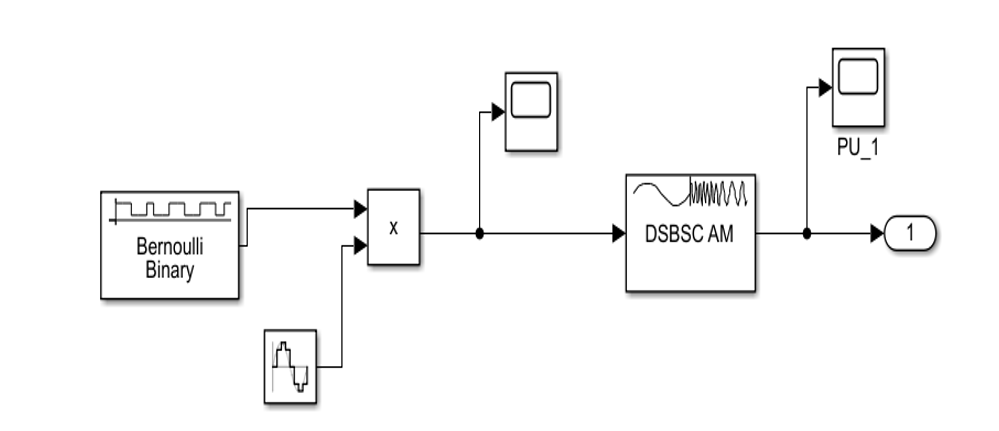 PU_1
Bernoulli
Binary
x
DSBSC AM
1